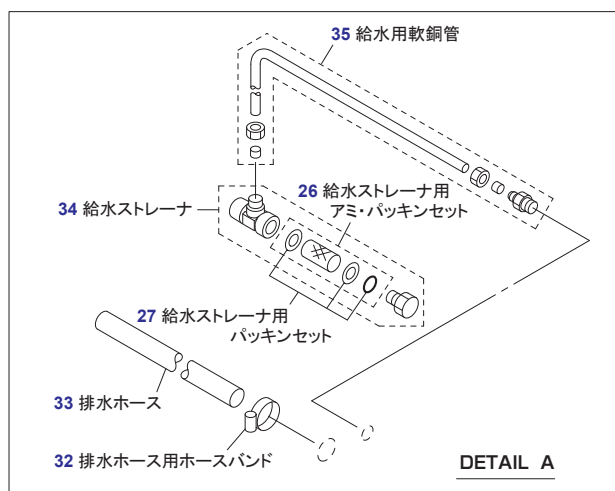 35 給水用軟銅管
26 給水ストレーナ用
アミ・パッキンセット
34 給水ストレーナ
27 給水ストレーナ用
パッキンセット
33 排水ホース
32 排水ホース用ホースバンド
DETAIL A